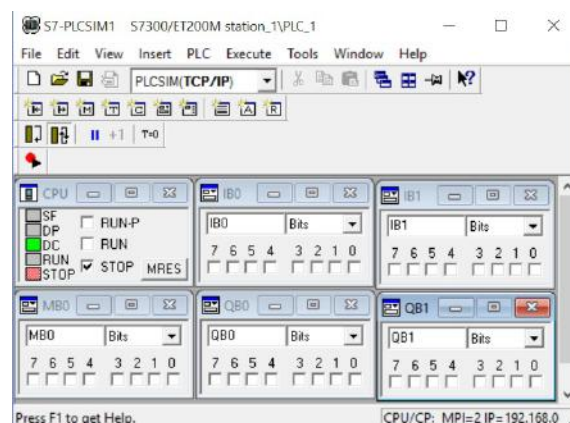 S7-PLCSIM1 S7300/ET200M station_1\PLC_1
File Edit View Insert PLC Execute Tools Window Help
PLCSIM(TCP/IP)
+1 T=0
CPU
SF
DP
DC
RUN
STOP
RUN-P
RUN
STOP
MRES
IB0
IB0 Bits
7 6 5 4 3 2 1 0
IB1
IB1 Bits
7 6 5 4 3 2 1 0
MB0
MB0 Bits
7 6 5 4 3 2 1 0
QB0
QB0 Bits
7 6 5 4 3 2 1 0
QB1
QB1 Bits
7 6 5 4 3 2 1 0
Press F1 to get Help.
CPU/CP: MPI=2 IP=192.168.0